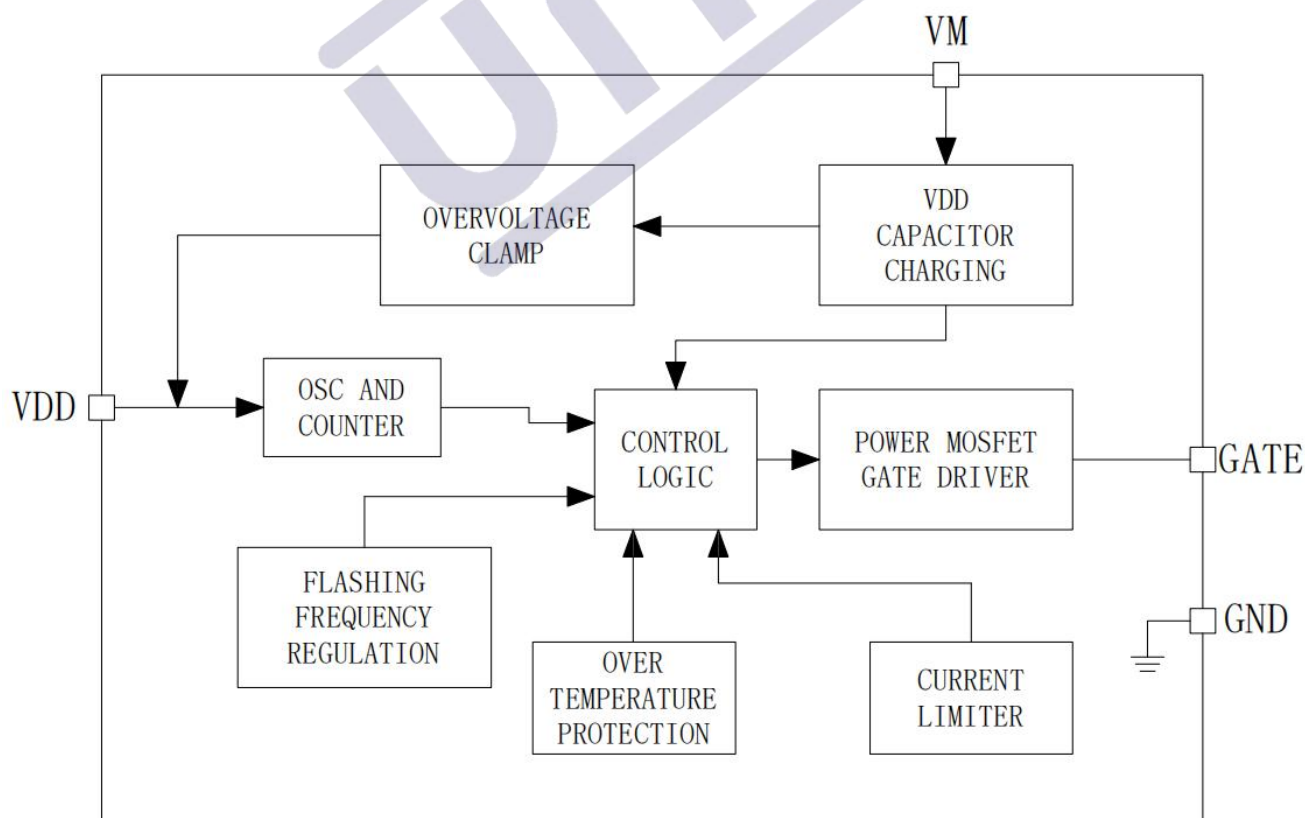 VM
OVERVOLTAGE
CLAMP
VDD
CAPACITOR
CHARGING
VDD
OSC AND
COUNTER
CONTROL
LOGIC
POWER MOSFET
GATE DRIVER
GATE
FLASHING
FREQUENCY
REGULATION
OVER
TEMPERATURE
PROTECTION
CURRENT
LIMITER
GND